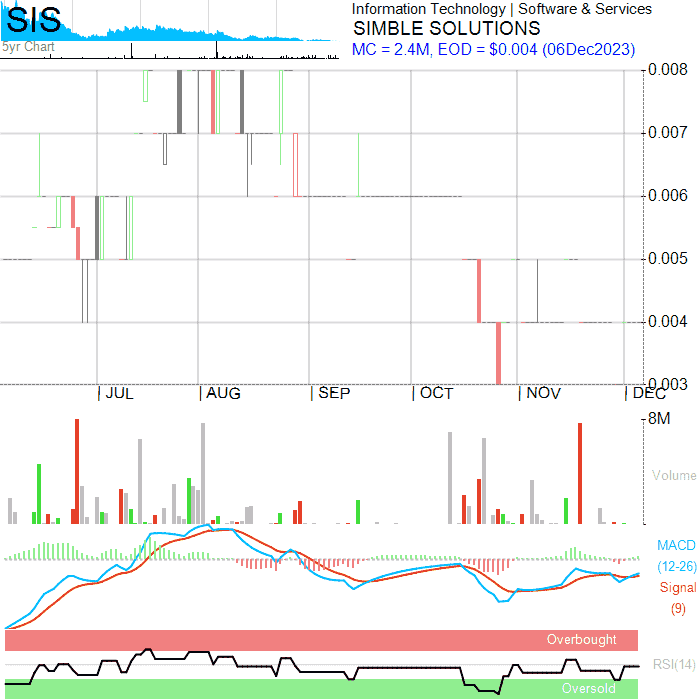 SIS
5yr Chart
Information Technology | Software & Services
SIMBLE SOLUTIONS
MC = 2.4M, EOD = $0.004 (06Dec2023)
0.008
0.007
0.006
0.005
0.004
0.003
JUL
AUG
SEP
OCT
NOV
DEC
8M
Volume
MACD
(12-26)
Signal
(9)
Overbought
RSI(14)
Oversold